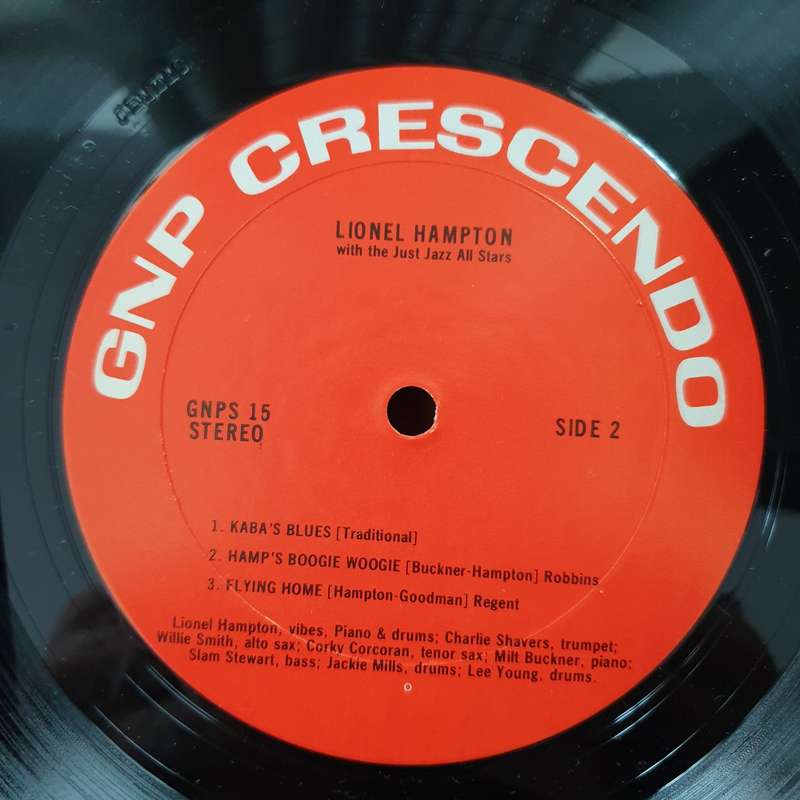 GNP CRESCENDO
LIONEL HAMPTON
with the Just Jazz All Stars
GNPS 15
STEREO
SIDE 2
1. KABA'S BLUES [Traditional]
2. HAMP'S BOOGIE WOOGIE [Buckner-Hampton] Robbins
3. FLYING HOME [Hampton-Goodman] Regent
Lionel Hampton, vibes, Piano & drums; Charlie Shavers, trumpet;
Willie Smith, alto sax; Corky Corcoran, tenor sax; Milt Buckner, piano;
Slam Stewart, bass; Jackie Mills, drums; Lee Young, drums.